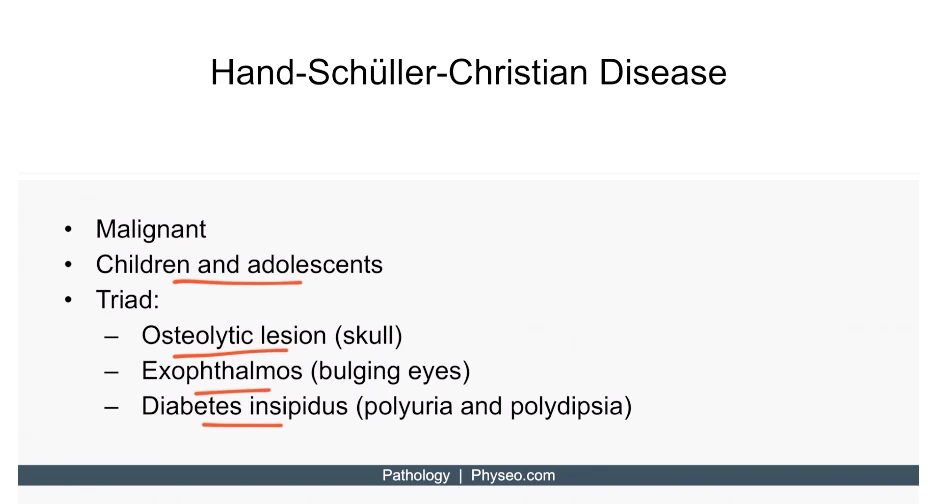 Hand-Schüller-Christian Disease
• Malignant
• Children and adolescents
• Triad:
– Osteolytic lesion (skull)
– Exophthalmos (bulging eyes)
– Diabetes insipidus (polyuria and polydipsia)
Pathology | Physeo.com